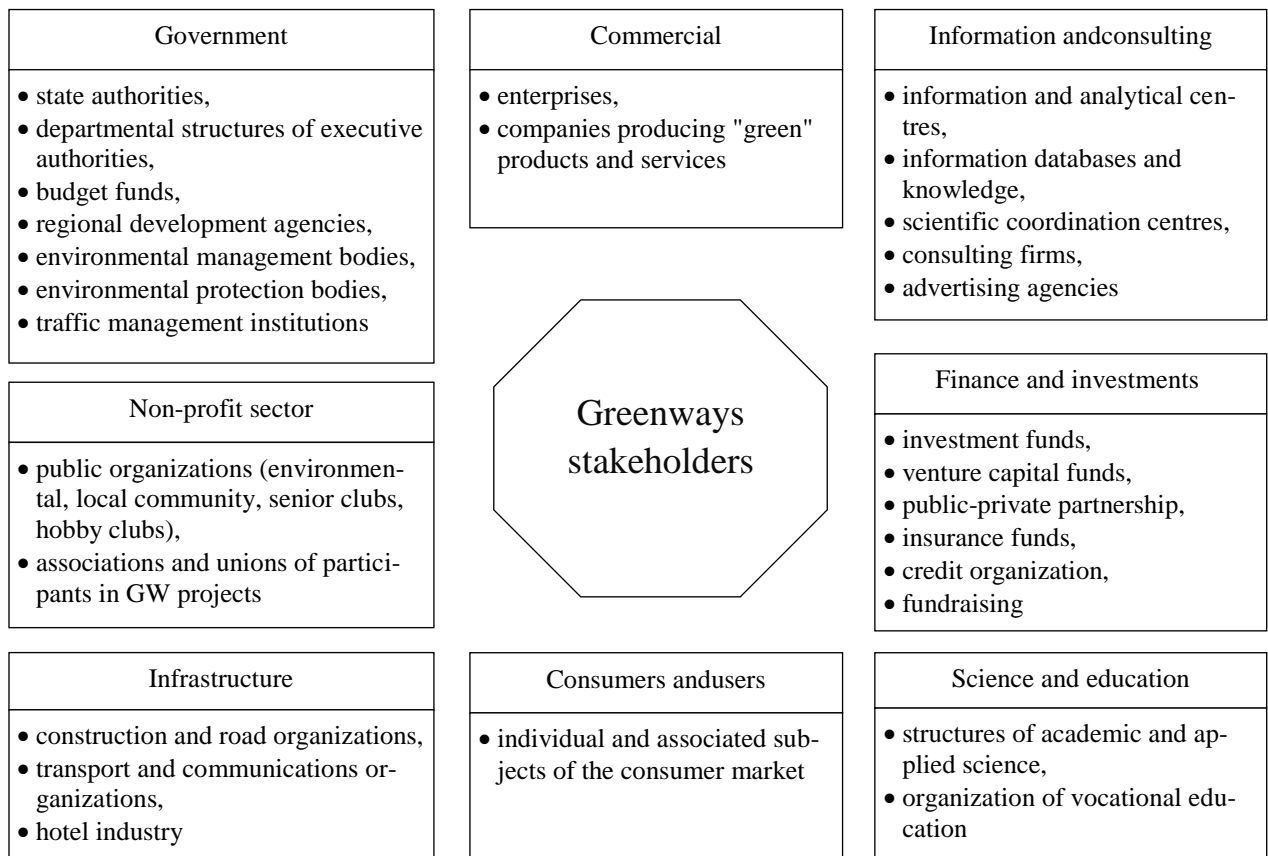 Government
• state authorities,
• departmental structures of executive
authorities,
• budget funds,
• regional development agencies,
• environmental management bodies,
• environmental protection bodies,
• traffic management institutions
Commercial
• enterprises,
• companies producing "green"
products and services
Information andconsulting
• information and analytical cen-
tres,
• information databases and
knowledge,
• scientific coordination centres,
• consulting firms,
• advertising agencies
Non-profit sector
• public organizations (environmen-
tal, local community, senior clubs,
hobby clubs),
• associations and unions of partici-
pants in GW projects
Greenways
stakeholders
Finance and investments
• investment funds,
• venture capital funds,
• public-private partnership,
• insurance funds,
• credit organization,
• fundraising
Infrastructure
• construction and road organizations,
• transport and communications or-
ganizations,
• hotel industry
Consumers andusers
• individual and associated sub-
jects of the consumer market
Science and education
• structures of academic and ap-
plied science,
• organization of vocational edu-
cation